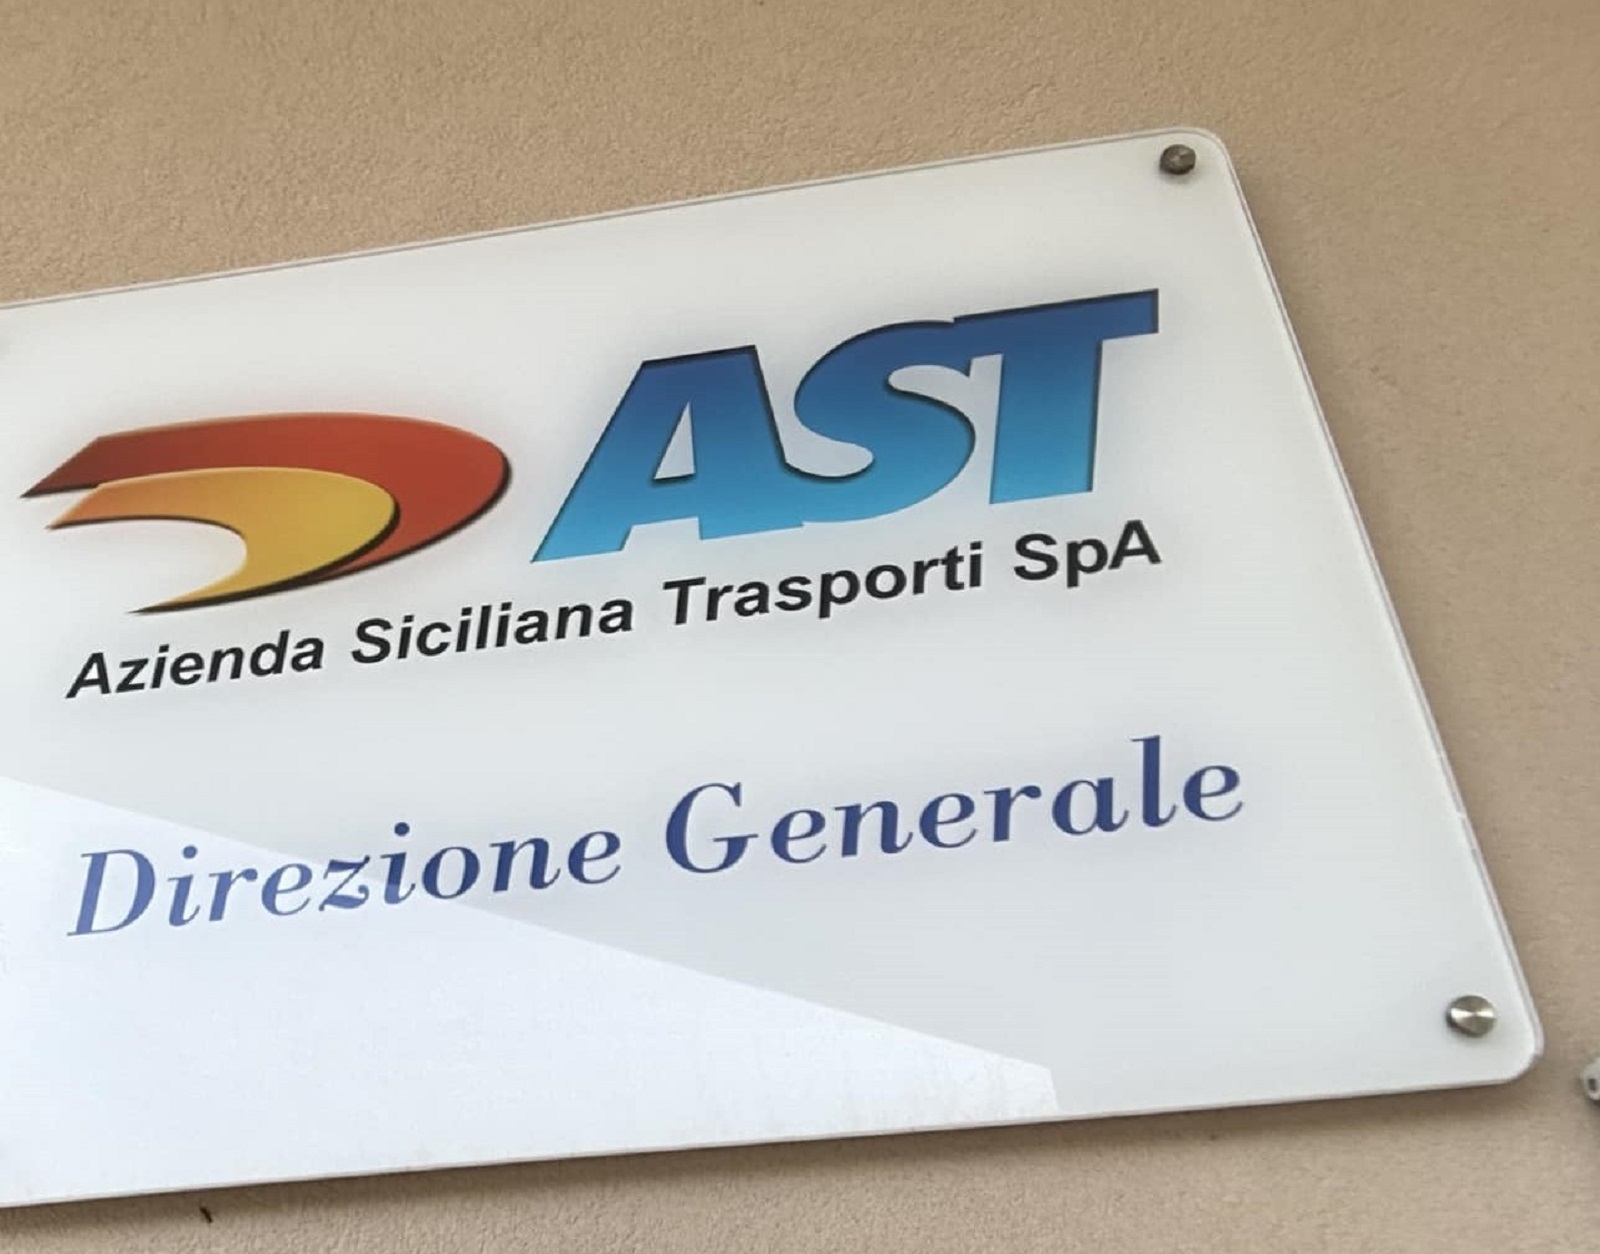 AST
Azienda Siciliana Trasporti SpA
Direzione Generale